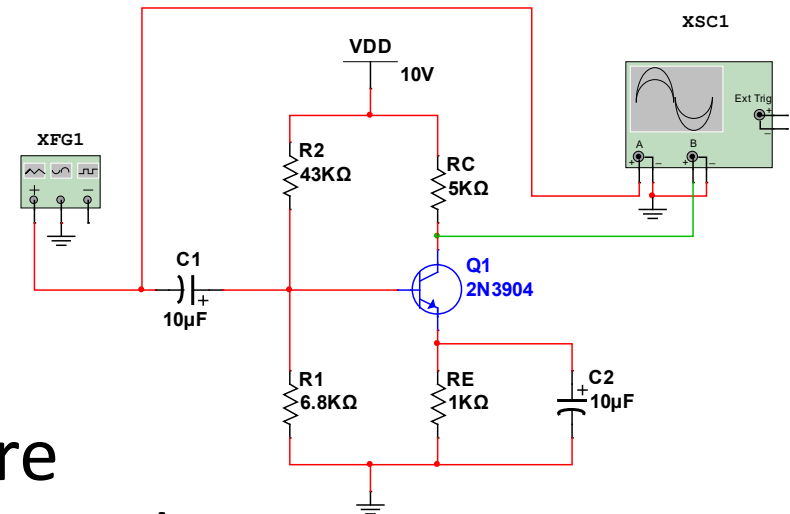 XSC1
VDD
10V
Ext Trig
+
–
XFG1
R2
43KΩ
RC
5KΩ
A
B
+ – + –
+ –
C1
+
10µF
Q1
2N3904
R1
6.8KΩ
RE
1KΩ
C2
+
10µF
re